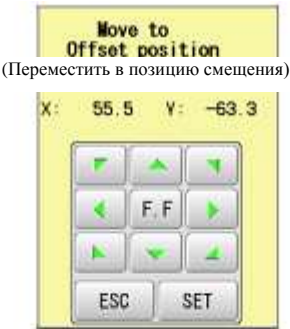 Move to
Offset position
(Переместить в позицию смещения)
X: 55.5 Y: -63.3
F.F
ESC SET